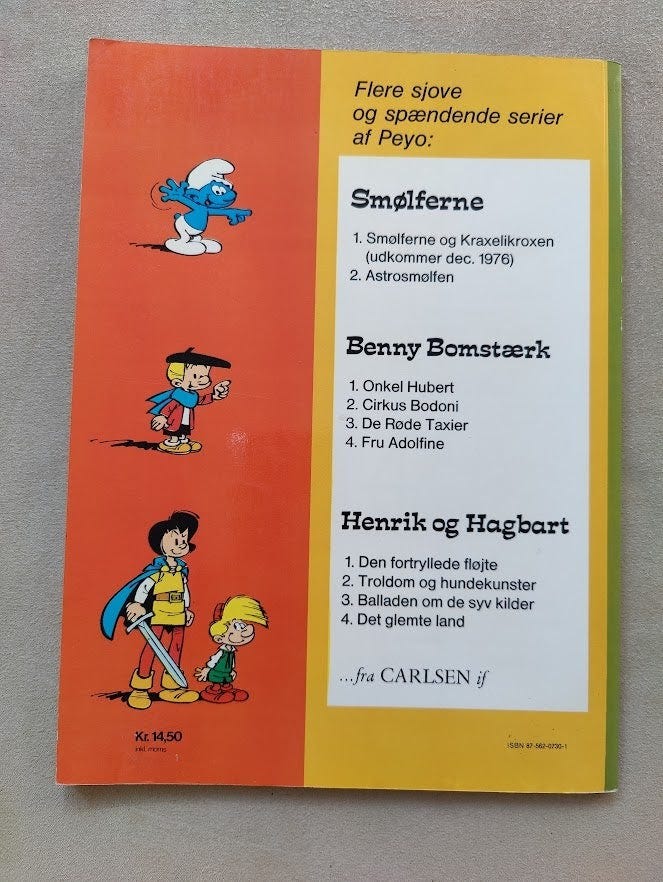 Flere sjove
og spændende serier
af Peyo:
Smølferne
1. Smølferne og Kraxelikroxen
(udkommer dec. 1976)
2. Astrosmølfen
Benny Bomstærk
1. Onkel Hubert
2. Cirkus Bodoni
3. De Røde Taxier
4. Fru Adolfine
Henrik og Hagbart
1. Den fortryllede fløjte
2. Troldom og hundekunster
3. Balladen om de syv kilder
4. Det glemte land
...fra CARLSEN if
Kr. 14,50
inkl. moms
ISBN 87-562-0730-1